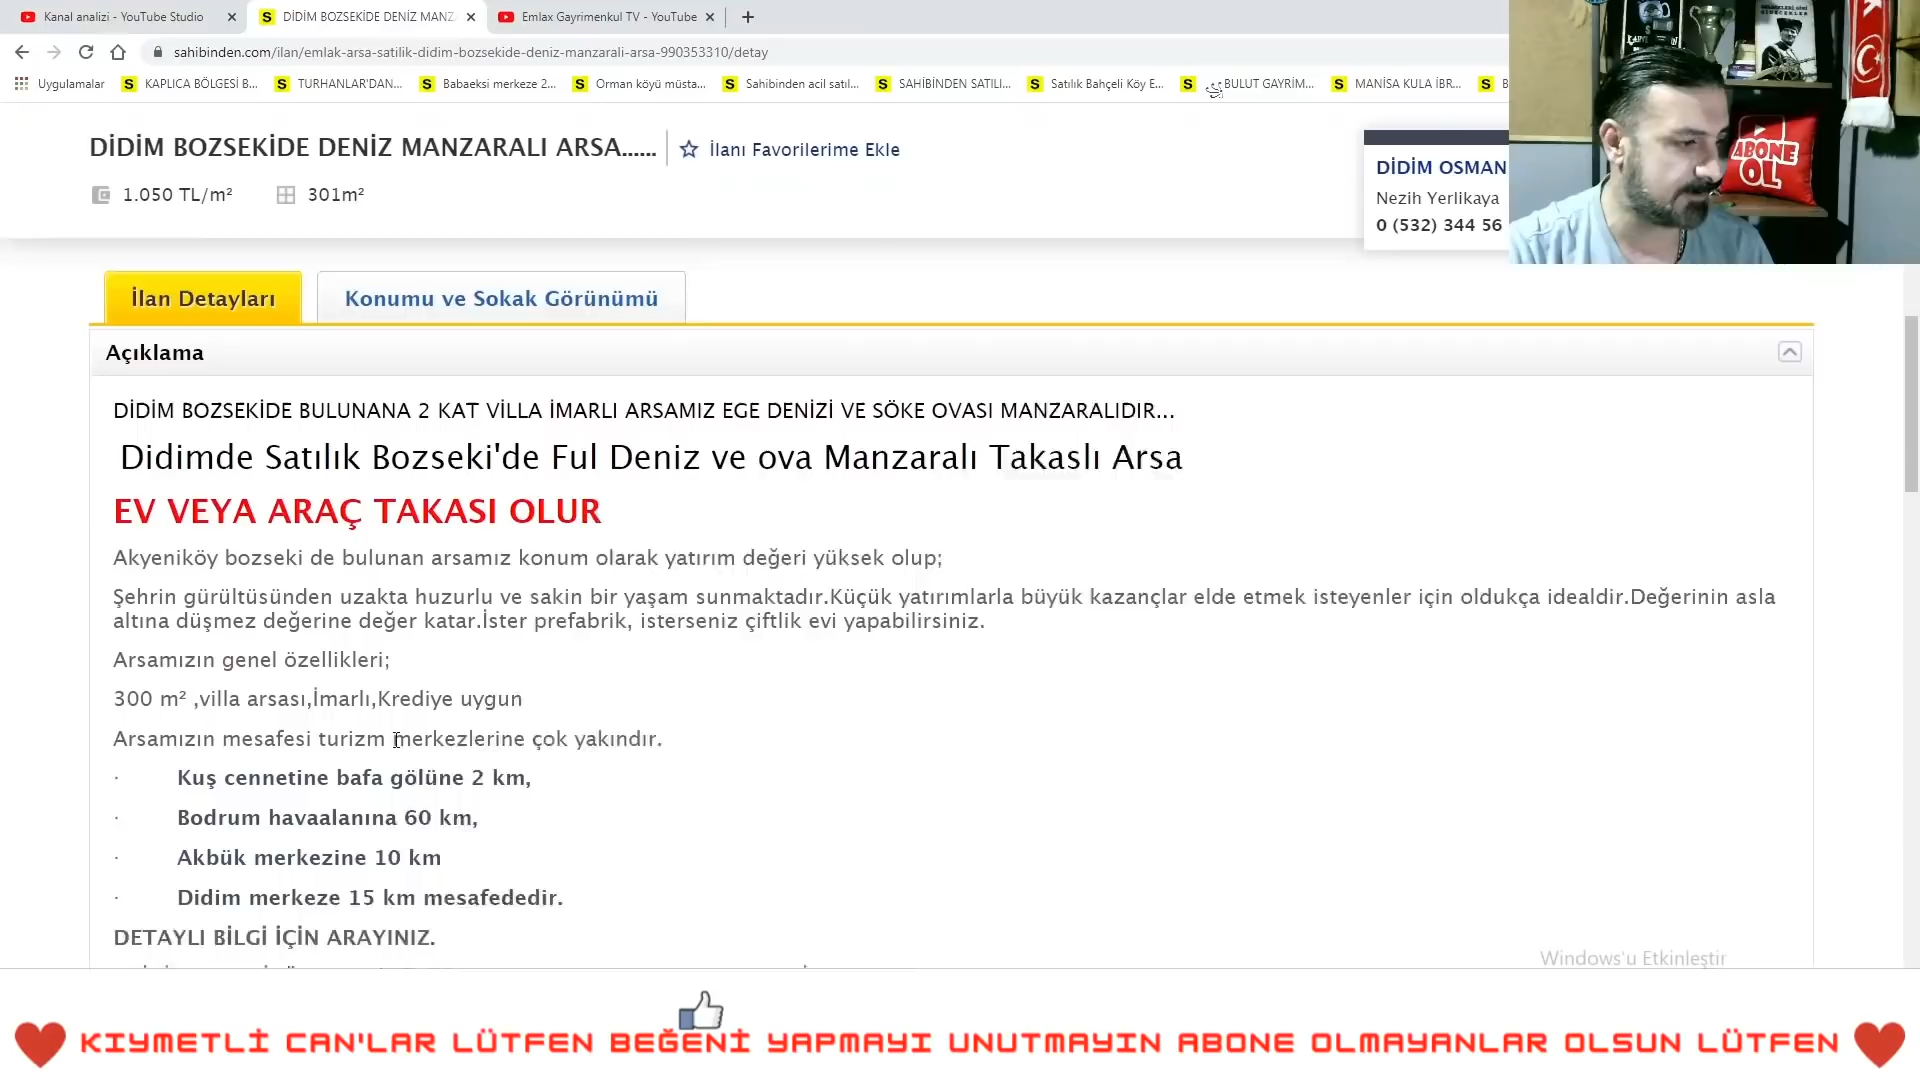 Kanal analizi - YouTube Studio
DİDİM BOZSEKİDE DENİZ MANZ
Emlax Gayrimenkul TV - YouTube
sahibinden.com/ilan/emlak-arsa-satilik-didim-bozsekide-deniz-manzarali-arsa-990353310/detay
Uygulamalar
KAPLICA BÖLGESİ B...
TURHANLAR'DAN...
Babaeksi merkeze 2...
Orman köyü müsta...
Sahibinden acil satıl...
SAHİBİNDEN SATILI...
Satılık Bahçeli Köy E...
BULUT GAYRİM...
MANİSA KULA İBR...
DİDİM BOZSEKİDE DENİZ MANZARALI ARSA......
İlanı Favorilerime Ekle
1.050 TL/m²
301m²
DİDİM OSMAN
Nezih Yerlikaya
0 (532) 344 56
ABONE
OL
İlan Detayları
Konumu ve Sokak Görünümü
Açıklama
DİDİM BOZSEKİDE BULUNANA 2 KAT VİLLA İMARLI ARSAMIZ EGE DENİZİ VE SÖKE OVASI MANZARALIDIR...
Didimde Satılık Bozseki'de Ful Deniz ve ova Manzaralı Takaslı Arsa
EV VEYA ARAÇ TAKASI OLUR
Akyeniköy bozseki de bulunan arsamız konum olarak yatırım değeri yüksek olup;
Şehrin gürültüsünden uzakta huzurlu ve sakin bir yaşam sunmaktadır.Küçük yatırımlarla büyük kazançlar elde etmek isteyenler için oldukça idealdir.Değerinin asla
altına düşmez değerine değer katar.İster prefabrik, isterseniz çiftlik evi yapabilirsiniz.
Arsamızın genel özellikleri;
300 m² ,villa arsası,İmarlı,Krediye uygun
Arsamızın mesafesi turizm merkezlerine çok yakındır.
· Kuş cennetine bafa gölüne 2 km,
· Bodrum havaalanına 60 km,
· Akbük merkezine 10 km
· Didim merkeze 15 km mesafededir.
DETAYLI BİLGİ İÇİN ARAYINIZ.
Windows'u Etkinleştir
KIYMETLİ CAN'LAR LÜTFEN BEĞENİ YAPMAYI UNUTMAYIN ABONE OLMAYANLAR OLSUN LÜTFEN